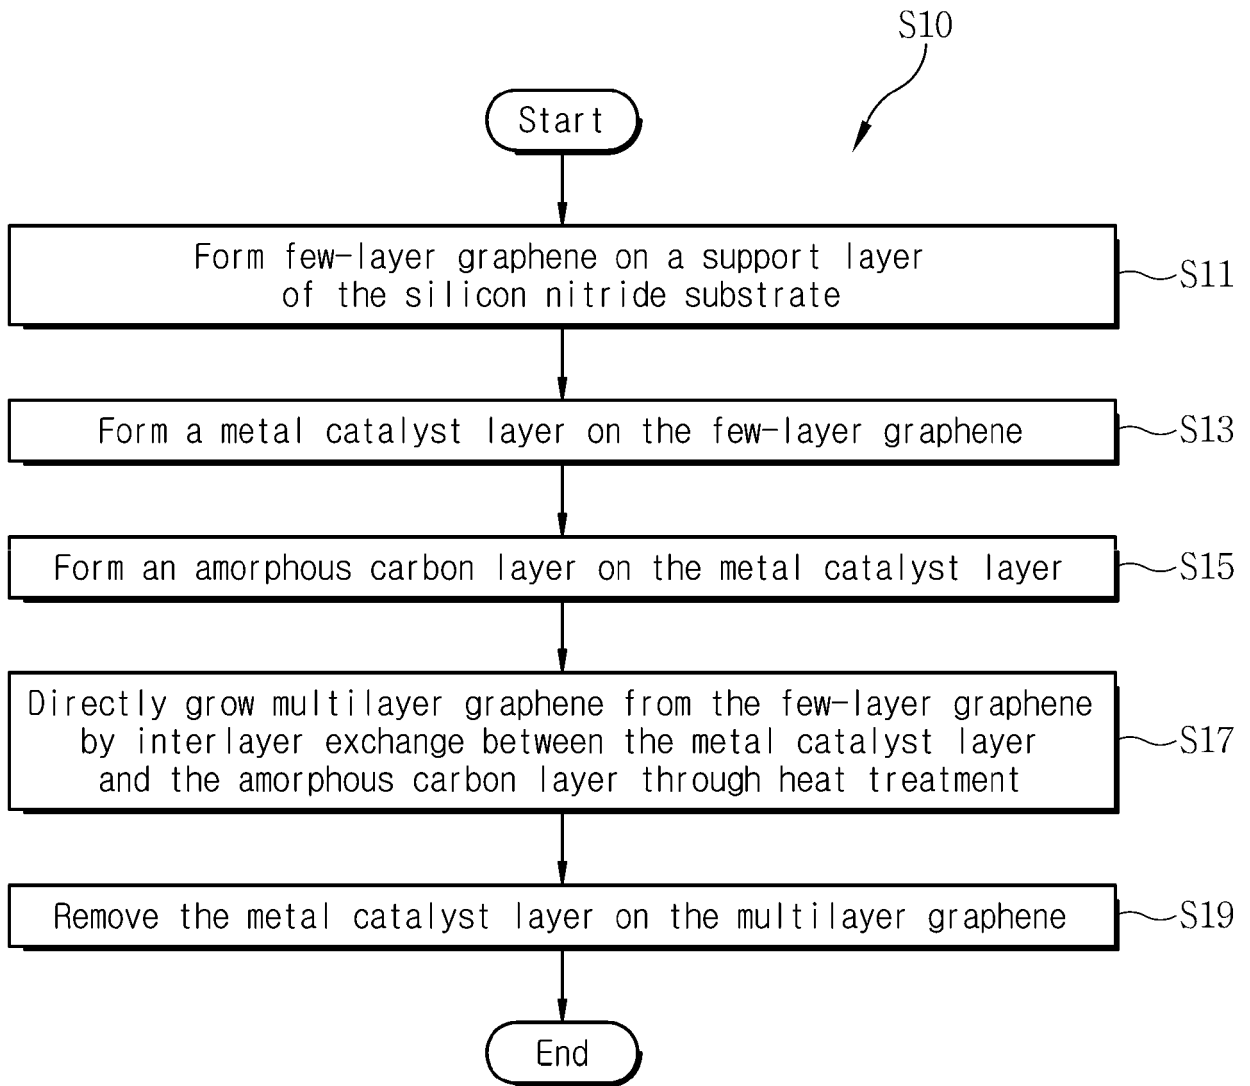 S10
Start
Form few-layer graphene on a support layer
of the silicon nitride substrate
S11
Form a metal catalyst layer on the few-layer graphene
S13
Form an amorphous carbon layer on the metal catalyst layer
S15
Directly grow multilayer graphene from the few-layer graphene
by interlayer exchange between the metal catalyst layer
and the amorphous carbon layer through heat treatment
S17
Remove the metal catalyst layer on the multilayer graphene
S19
End